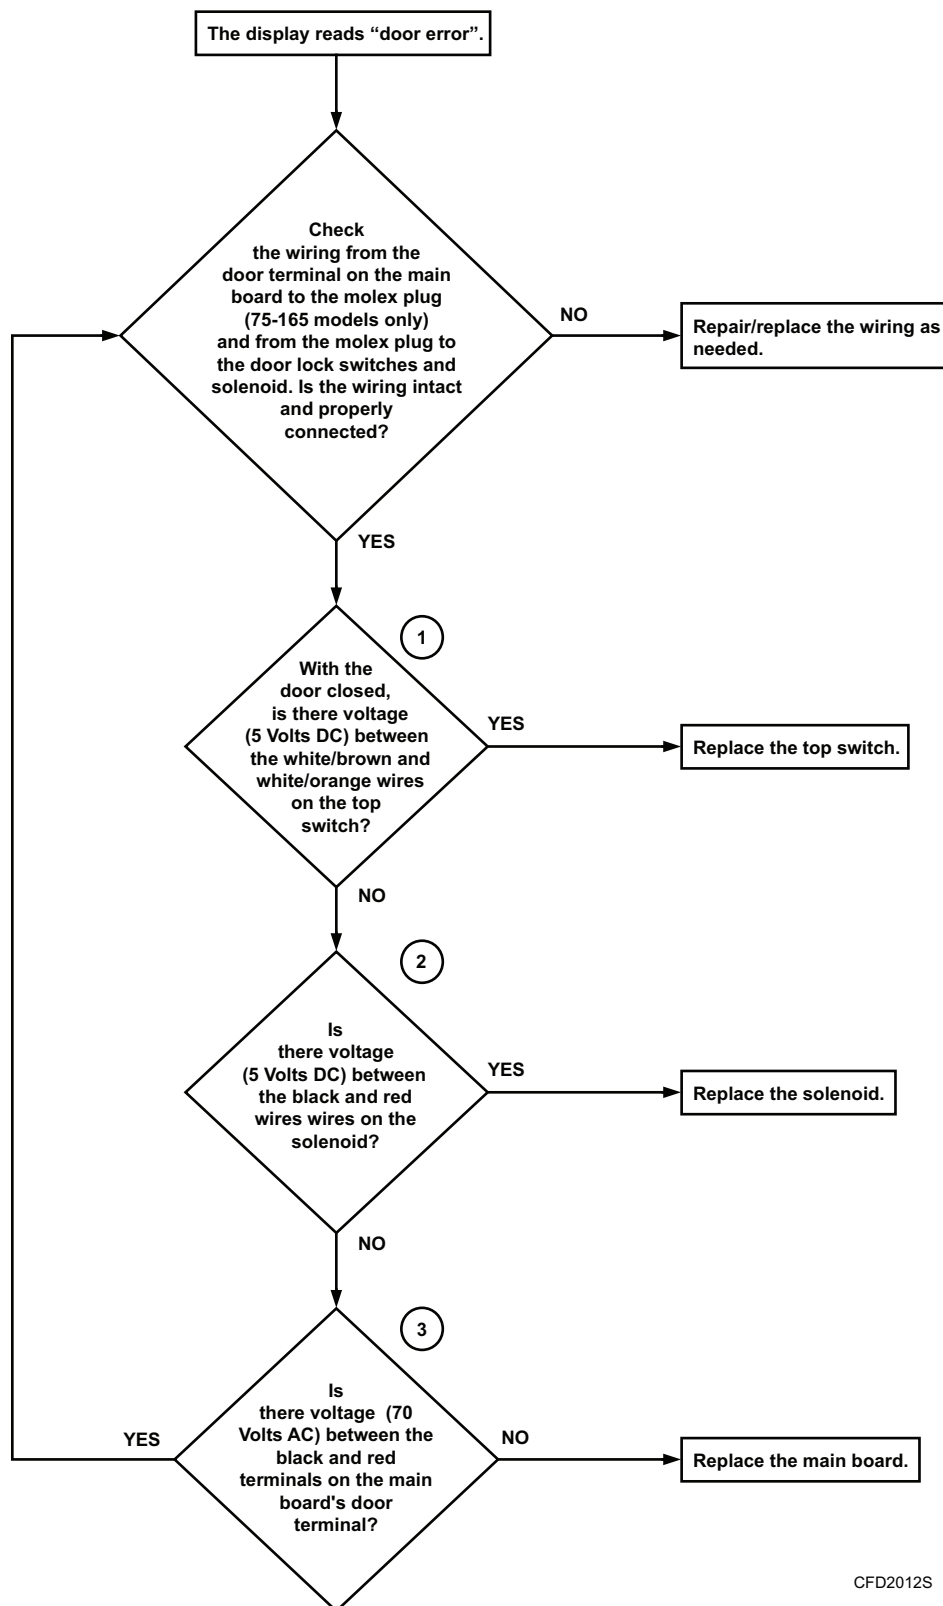 The display reads “door error”.
Check
the wiring from the
door terminal on the main
board to the molex plug
(75-165 models only)
and from the molex plug to
the door lock switches and
solenoid. Is the wiring intact
and properly
connected?
NO
Repair/replace the wiring as
needed.
YES
1
With the
door closed,
is there voltage
(5 Volts DC) between
the white/brown and
white/orange wires
on the top
switch?
YES
Replace the top switch.
NO
2
Is
there voltage
(5 Volts DC) between
the black and red
wires wires on the
solenoid?
YES
Replace the solenoid.
NO
3
Is
there voltage (70
Volts AC) between the
black and red
terminals on the main
board's door
terminal?
YES
NO
Replace the main board.
CFD2012S